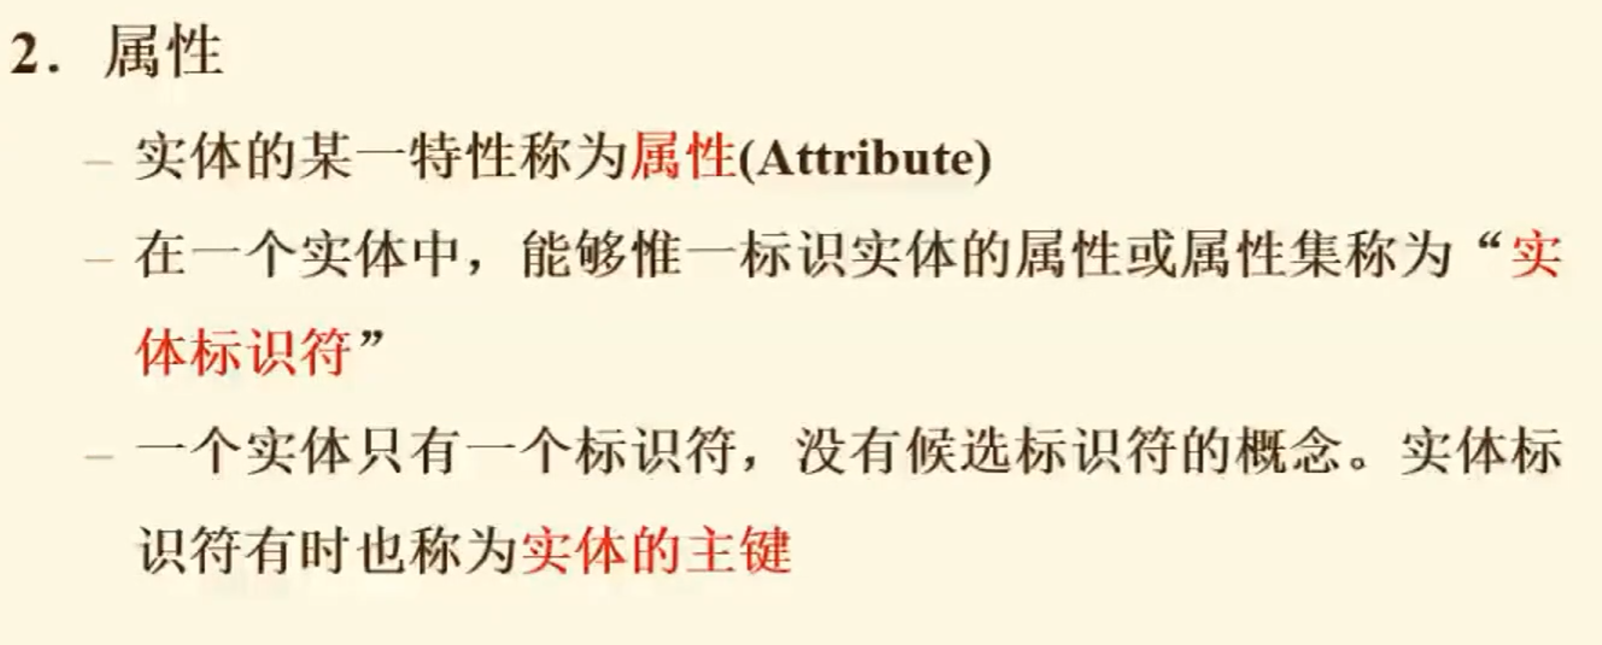 2. 属性
– 实体的某一特性称为属性(Attribute)
– 在一个实体中，能够惟一标识实体的属性或属性集称为“实
体标识符”
– 一个实体只有一个标识符，没有候选标识符的概念。实体标
识符有时也称为实体的主键